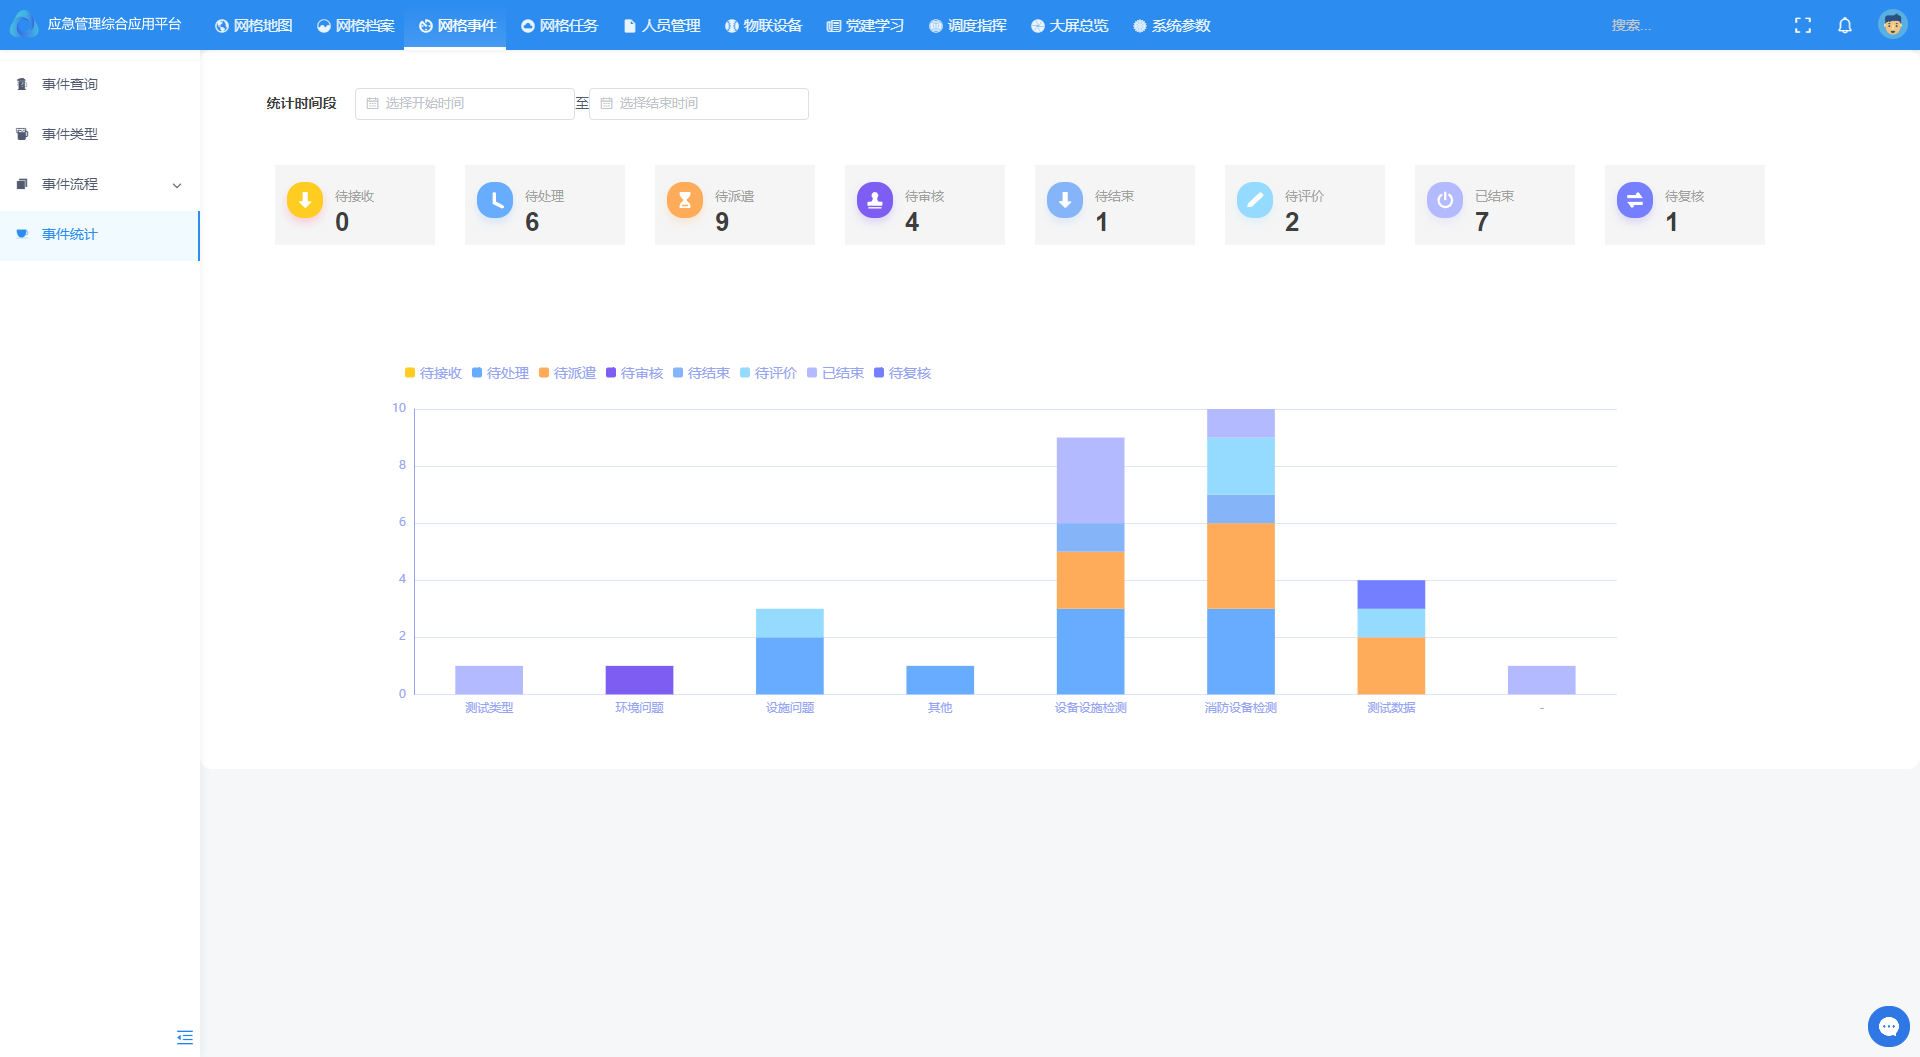 应急管理综合应用平台
网格地图 网格档案 网格事件 网格任务 人员管理 物联设备 党建学习 调度指挥 大屏总览 系统参数
搜索...
事件查询
事件类型
事件流程
事件统计
统计时间段 选择开始时间 至 选择结束时间
待接收 0
待处理 6
待派遣 9
待审核 4
待结束 1
待评价 2
已结束 7
待复核 1
待接收 待处理 待派遣 待审核 待结束 待评价 已结束 待复核
10
8
6
4
2
0
测试类型 环境问题 设施问题 其他 设备设施检测 消防设备检测 测试数据 -